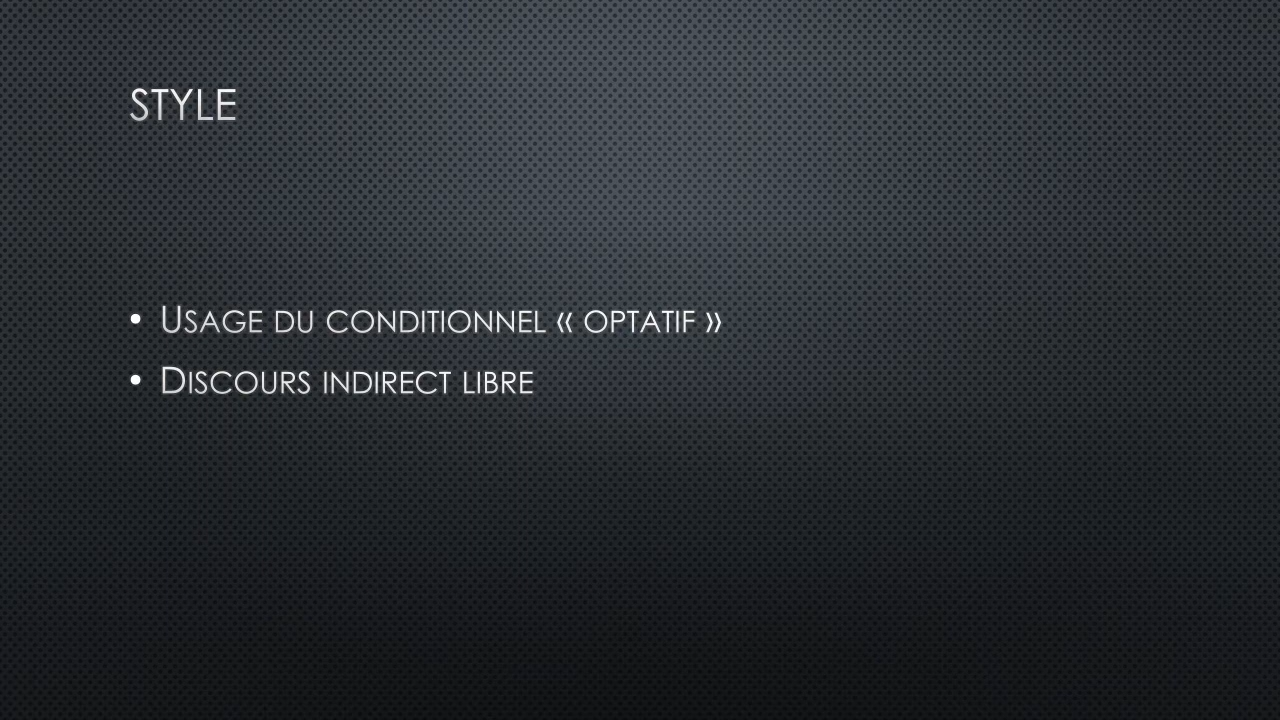 STYLE
• USAGE DU CONDITIONNEL « OPTATIF »
• DISCOURS INDIRECT LIBRE